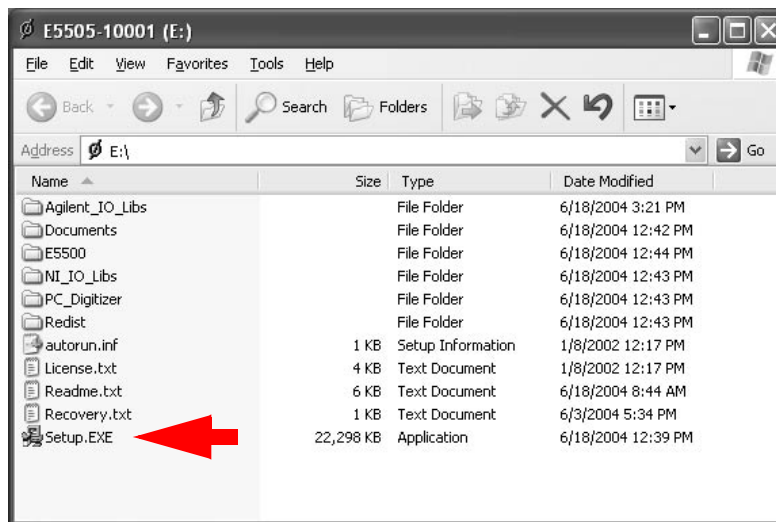 E5505-10001 (E:)
File Edit View Favorites Tools Help
Back Search Folders
Address E:\ Go
Name Size Type Date Modified
Agilent_IO_Libs File Folder 6/18/2004 3:21 PM
Documents File Folder 6/18/2004 12:42 PM
E5500 File Folder 6/18/2004 12:44 PM
NI_IO_Libs File Folder 6/18/2004 12:43 PM
PC_Digitizer File Folder 6/18/2004 12:43 PM
Redist File Folder 6/18/2004 12:43 PM
autorun.inf 1 KB Setup Information 1/8/2002 12:17 PM
License.txt 4 KB Text Document 1/8/2002 12:17 PM
Readme.txt 6 KB Text Document 6/18/2004 8:44 AM
Recovery.txt 1 KB Text Document 6/3/2004 5:34 PM
Setup.EXE 22,298 KB Application 6/18/2004 12:39 PM